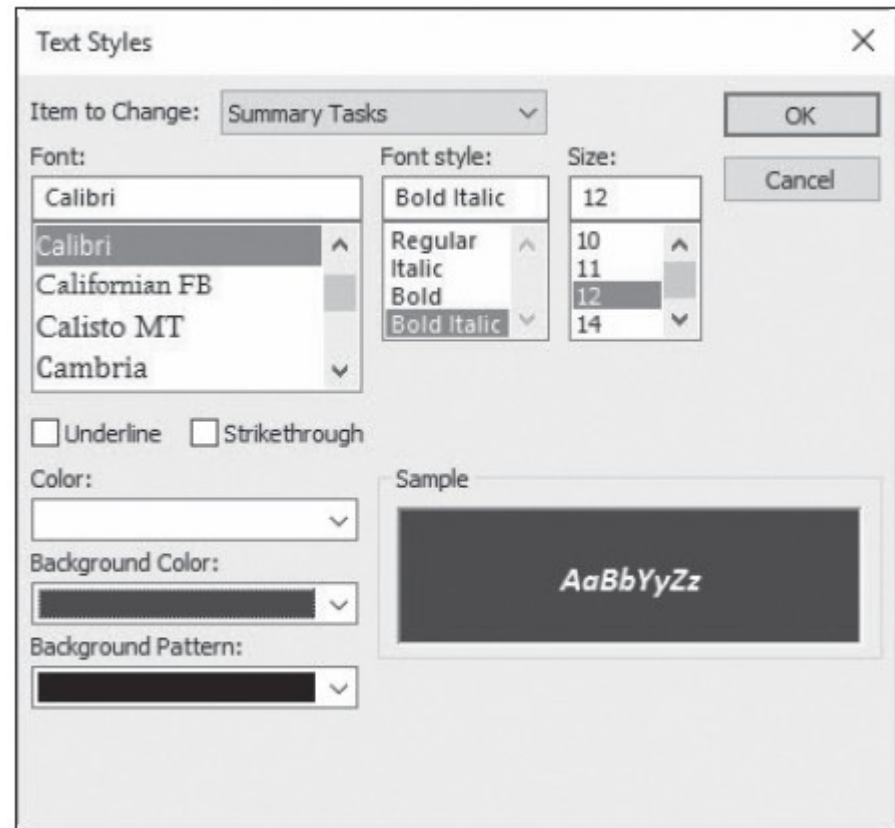 Text Styles
Item to Change: Summary Tasks
OK
Font: Font style: Size:
Calibri Bold Italic 12
Cancel
Calibri Regular 10
Californian FB Italic 11
Calisto MT Bold 12
Cambria Bold Italic 14
Underline Strikethrough
Color: Sample
Background Color:
AaBbYyZz
Background Pattern: